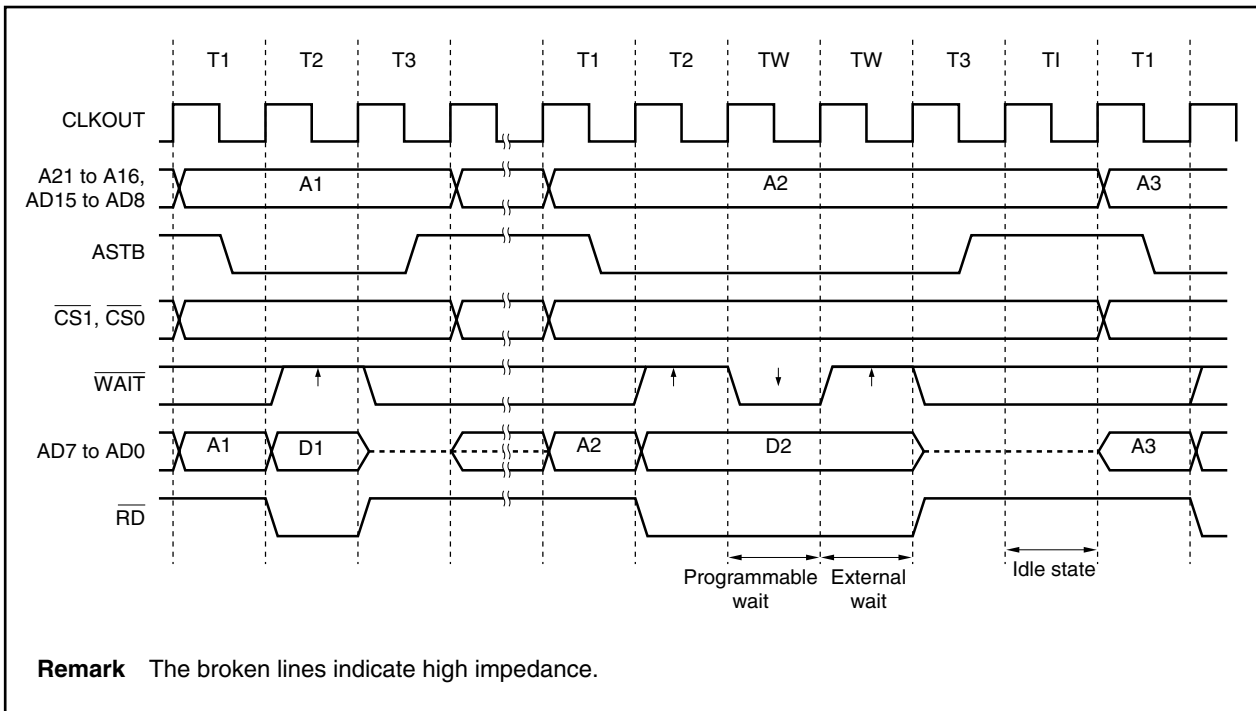 T1 T2 T3 T1 T2 TW TW T3 TI T1
CLKOUT
A21 to A16,
AD15 to AD8
A1 A2 A3
ASTB
CS1, CS0
WAIT
AD7 to AD0
A1 D1 A2 D2 A3
RD
Programmable
wait
External
wait
Idle state
Remark The broken lines indicate high impedance.